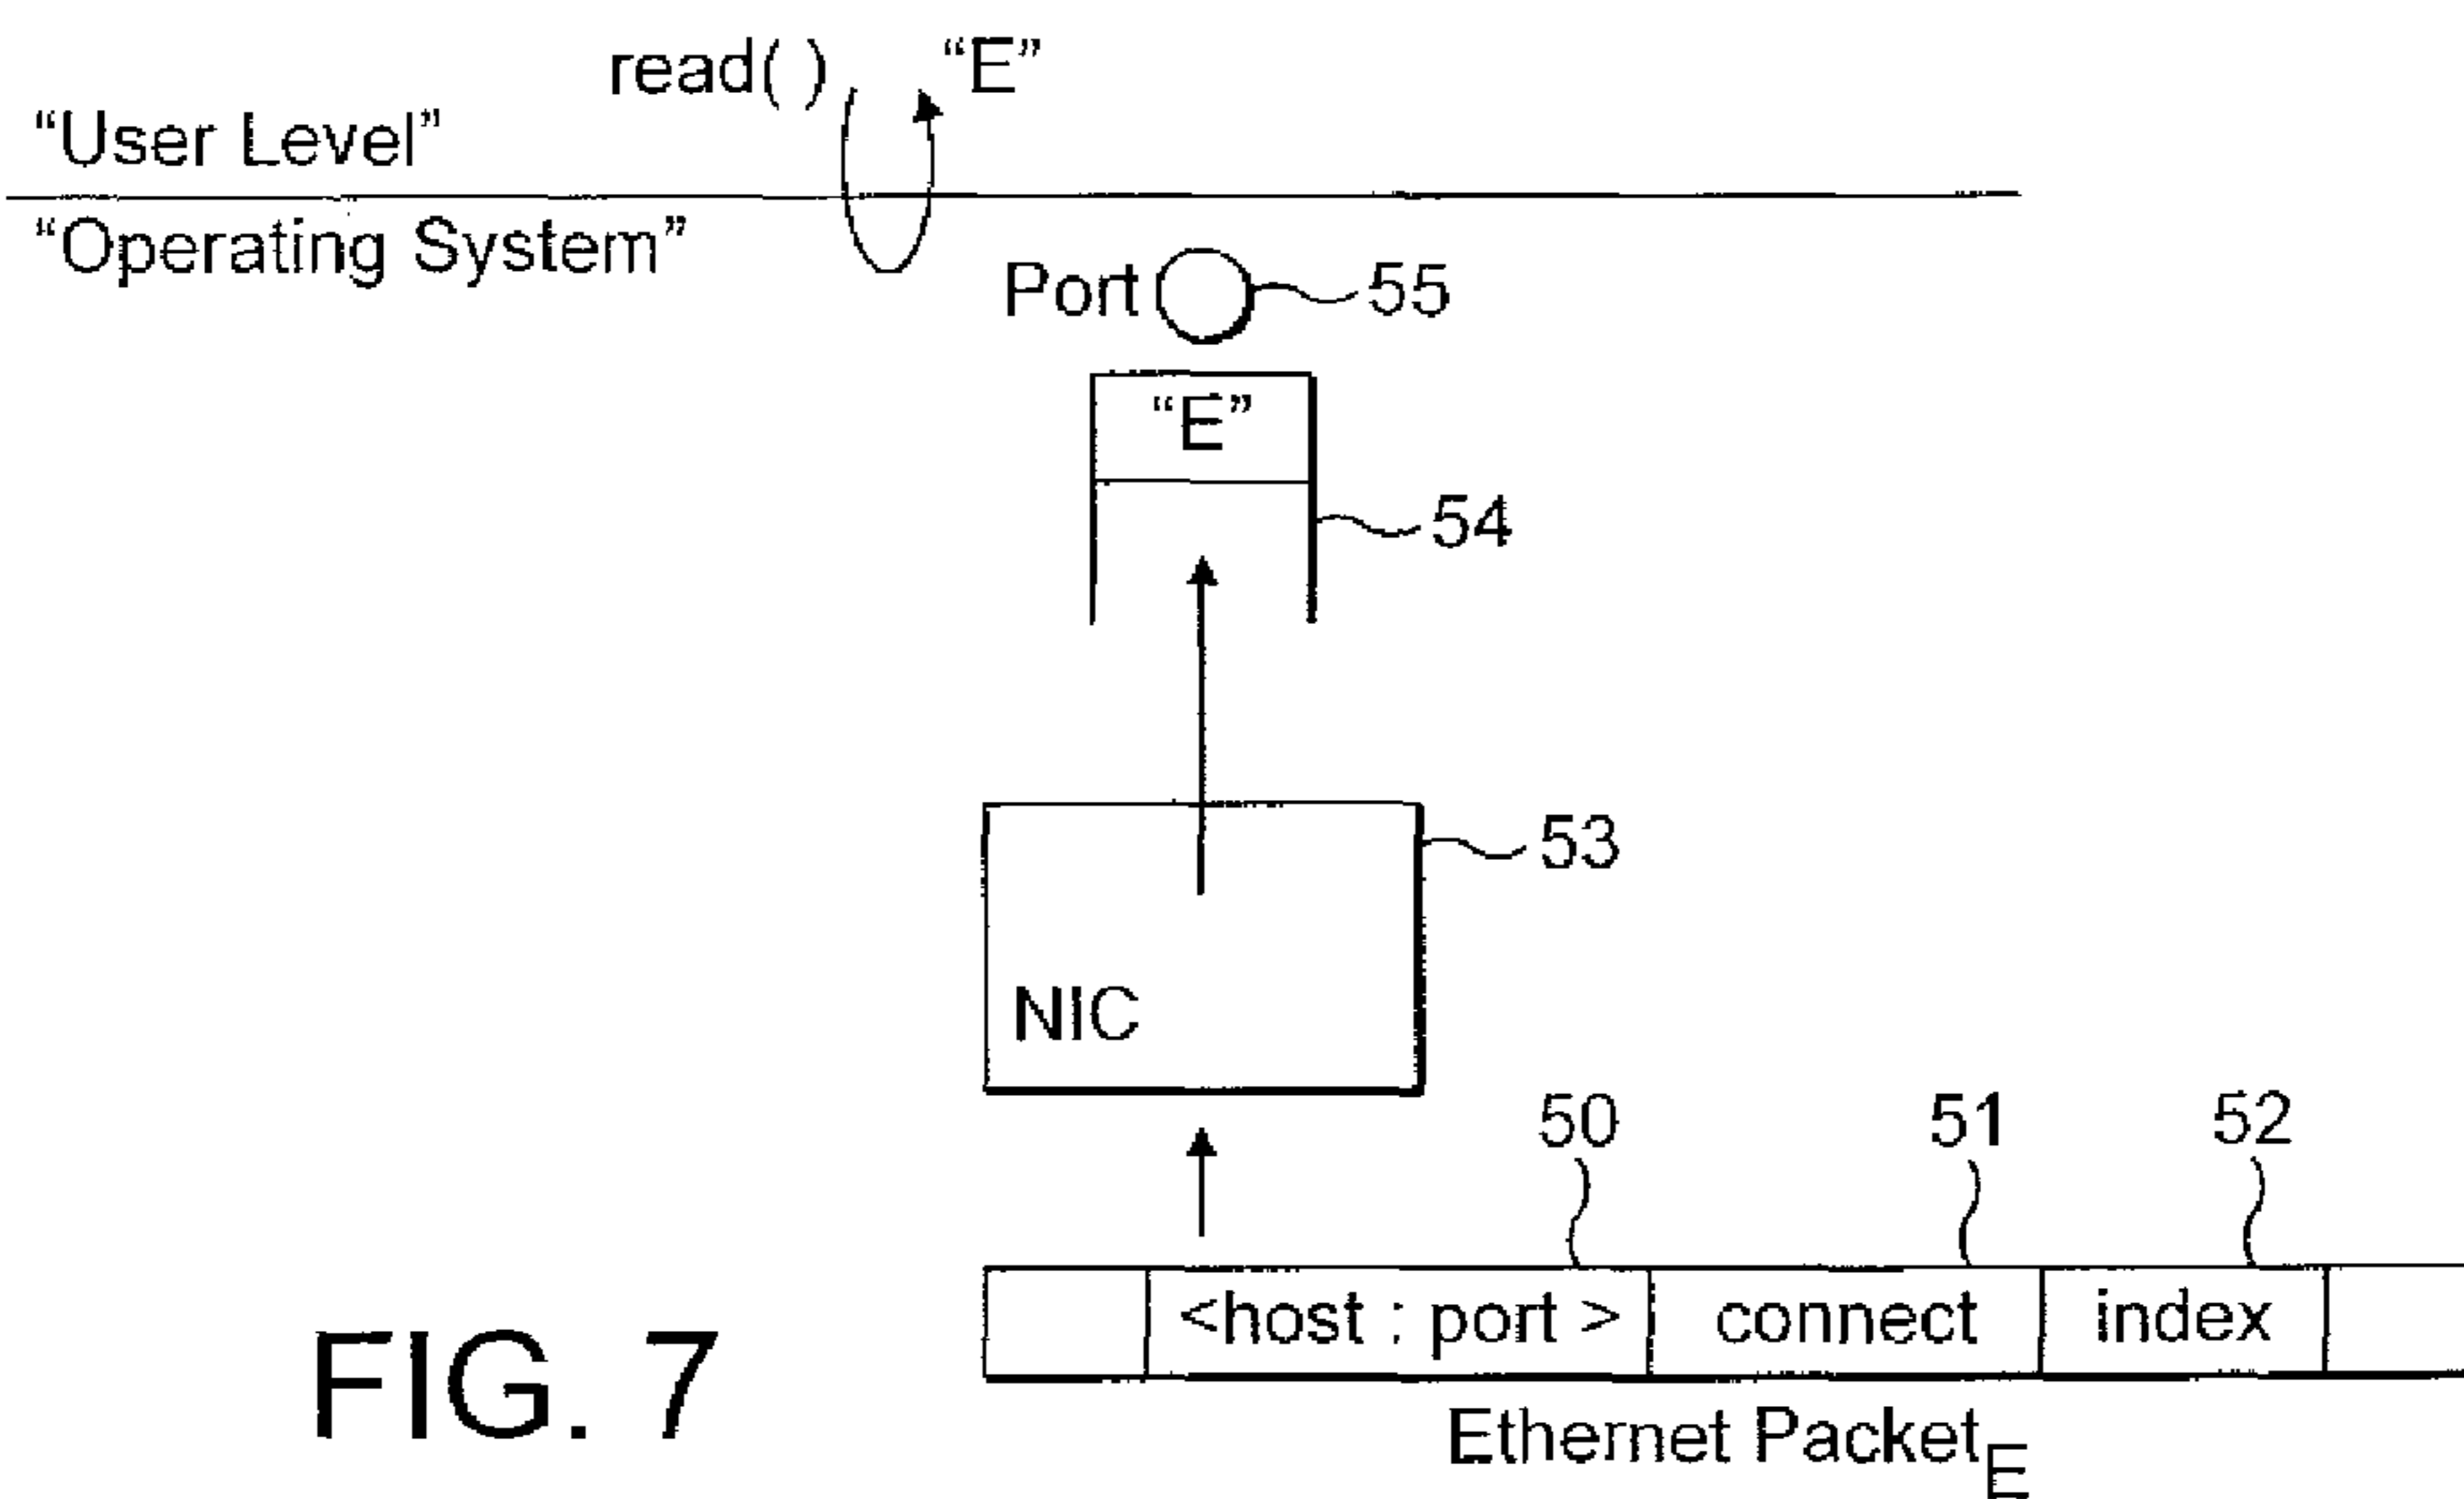 read( ) “E”
“User Level”
“Operating System”
Port 55
“E”
54
53
NIC
50 51 52
<host : port > connect index
Ethernet Packet E
FIG. 7